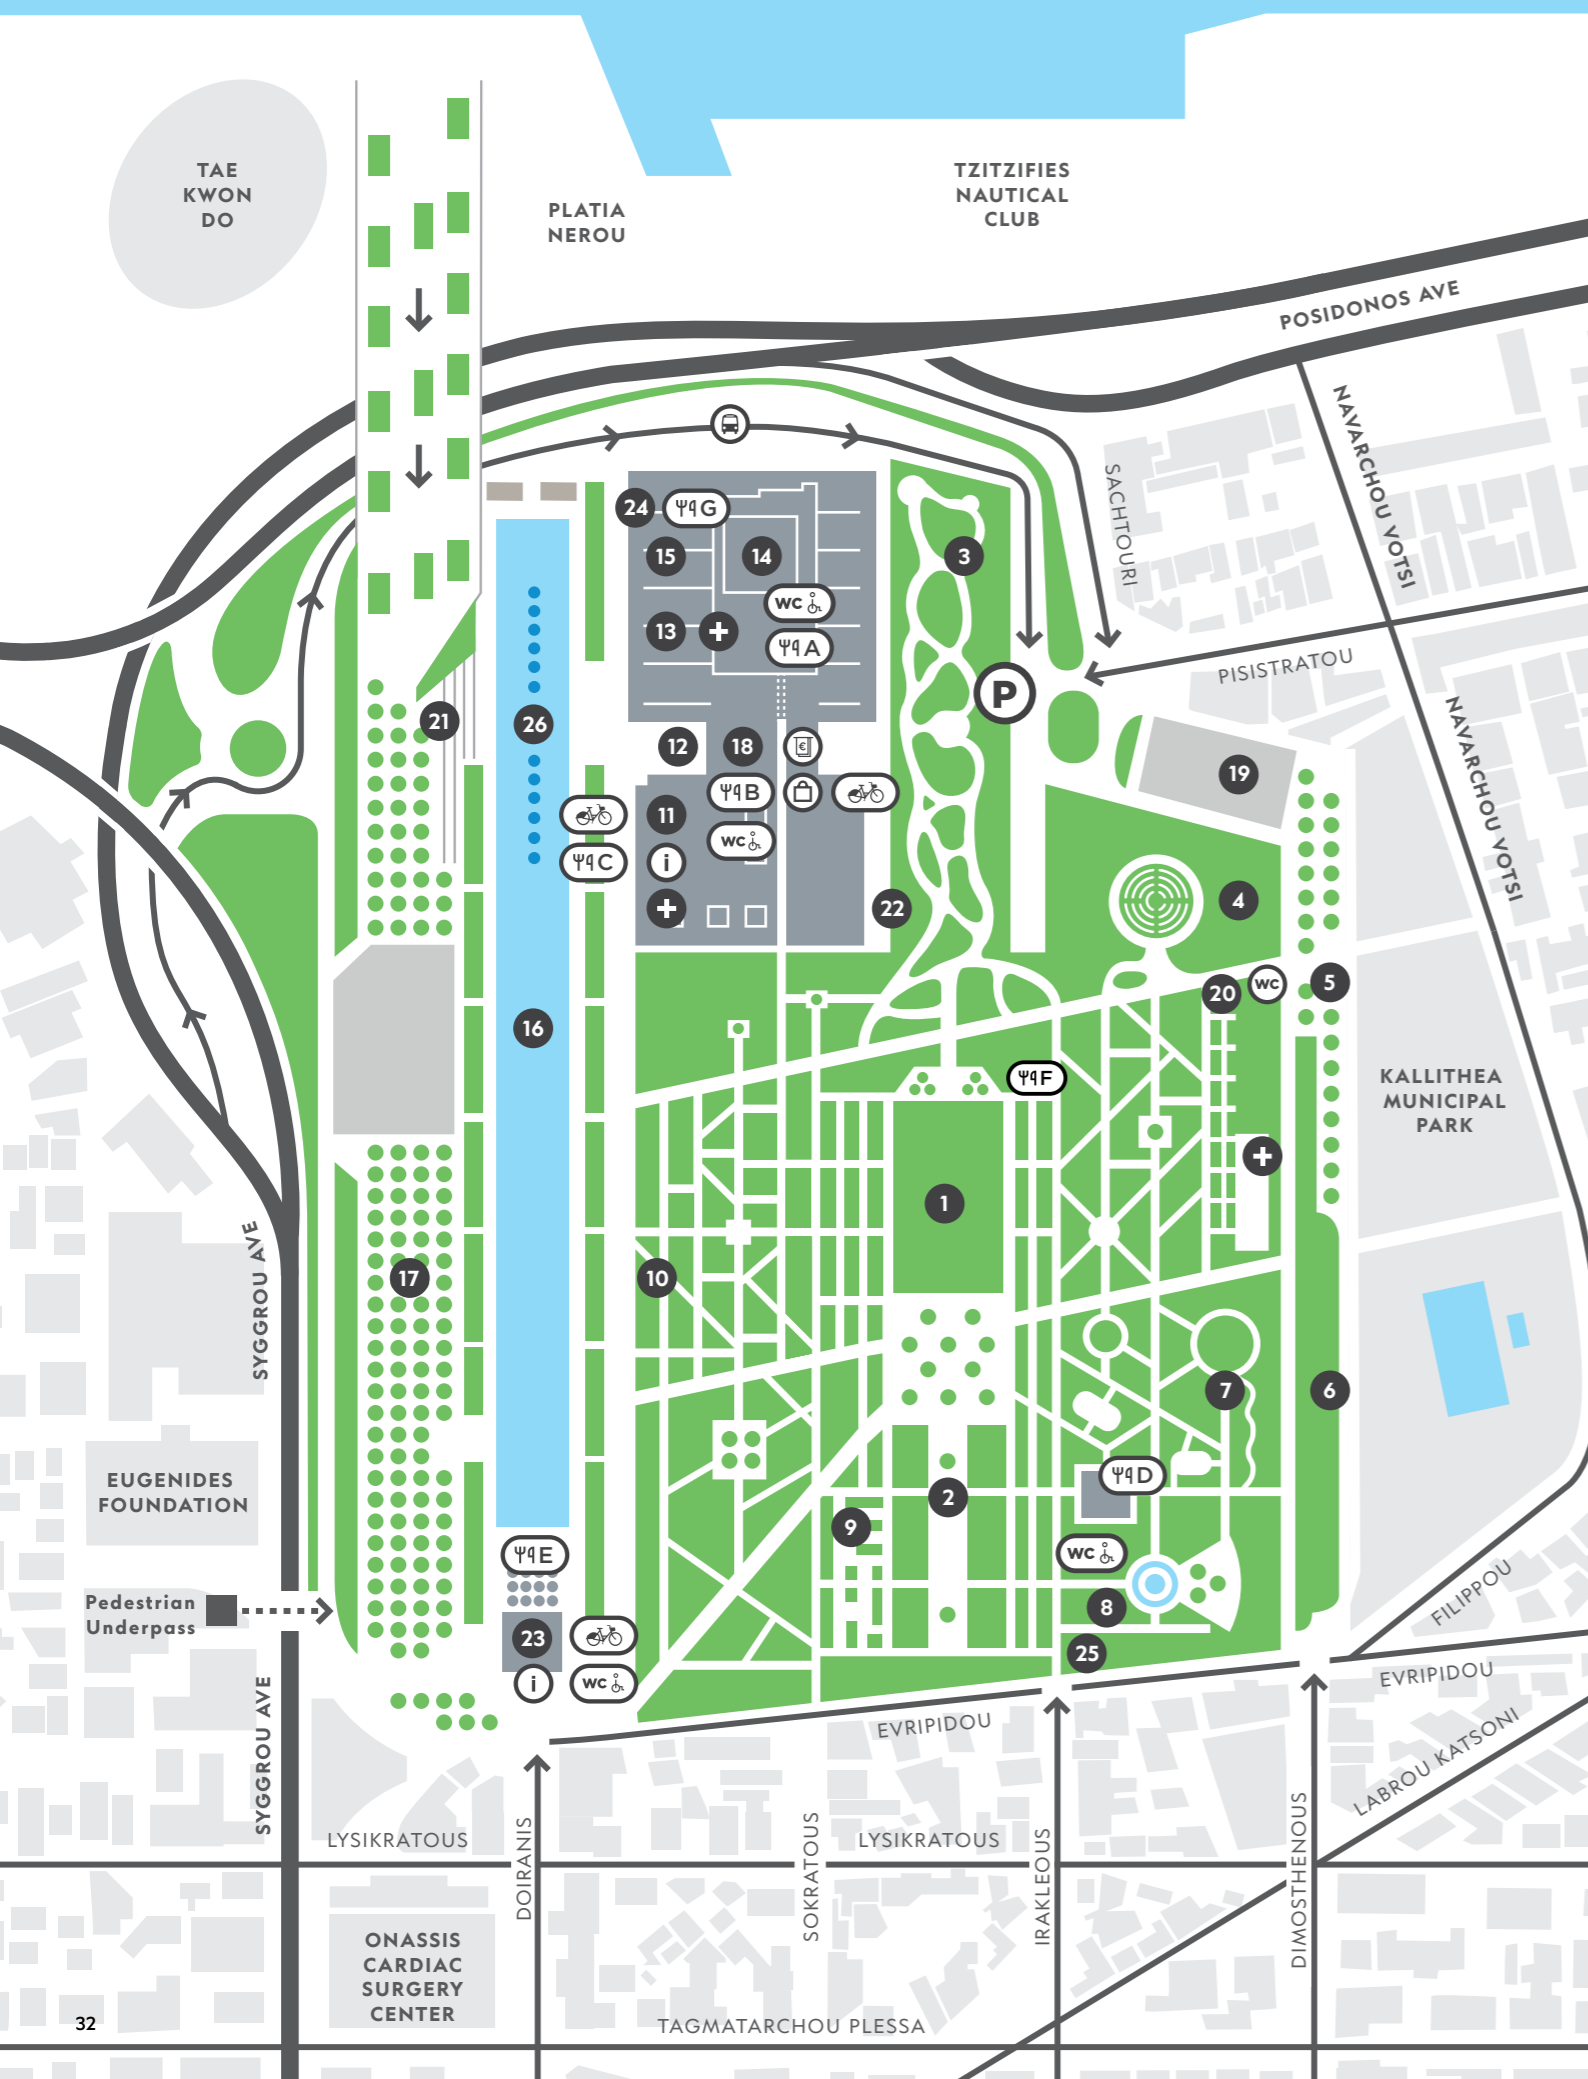 TAE
KWON
DO
PLATIA
NEROU
TZITZIFIES
NAUTICAL
CLUB
POSIDONOS AVE
NAVARCHOU VOTSI
SACHTOURI
PISISTRATOU
NAVARCHOU VOTSI
24
G
15
14
3
WC
13
A
P
21
26
12
18
€
19
11
B
C
WC
i
22
4
16
20
WC
5
F
KALLITHEA
MUNICIPAL
PARK
1
SYGGROU AVE
17
10
7
6
EUGENIDES
FOUNDATION
D
2
9
E
WC
Pedestrian
Underpass
8
23
25
i
WC
FILIPPOU
EVRIPIDOU
EVRIPIDOU
LABROU KATSONI
SYGGROU AVE
LYSIKRATOUS
DOIRANIS
SOKRATOUS
LYSIKRATOUS
IRAKLEOUS
DIMOSTHENOUS
ONASSIS
CARDIAC
SURGERY
CENTER
TAGMATARCHOU PLESSA
32